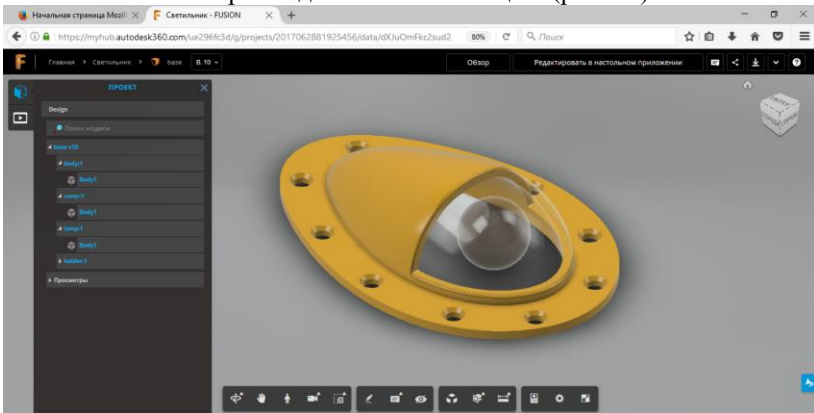 Начальная страница Mozil
Светильник - FUSION
https://myhub.autodesk360.com/ue296fc3d/g/projects/2017062881925456/data/dXJuOmFkc2sud2
80%
Поиск
Главная
Светильник
base
В. 10
Обзор
Редактировать в настольном приложении
ПРОЕКТ
Design
Поиск модели
base v10
body:1
Body1
cover:1
Body1
lamp:1
Body1
holder:1
Просмотры